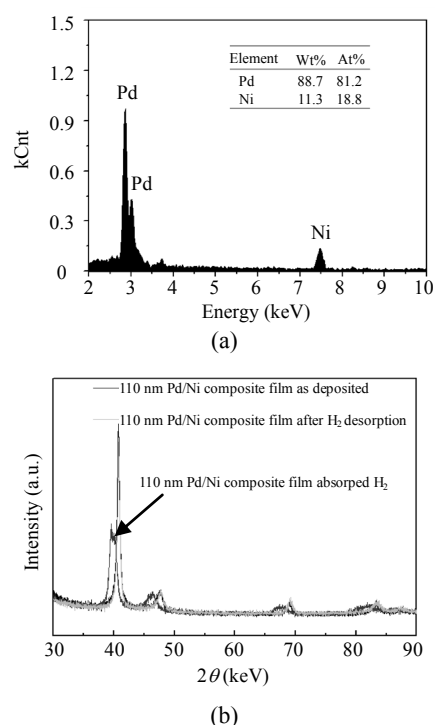 1.5
1.2
0.9
0.6
0.3
0
kCnt
Element Wt% At%
Pd 88.7 81.2
Ni 11.3 18.8
Pd
Pd
Ni
2 3 4 5 6 7 8 9 10
Energy (keV)
(a)
110 nm Pd/Ni composite film as deposited
110 nm Pd/Ni composite film after H2 desorption
110 nm Pd/Ni composite film absorped H2
Intensity (a.u.)
30 40 50 60 70 80 90
2θ (keV)
(b)